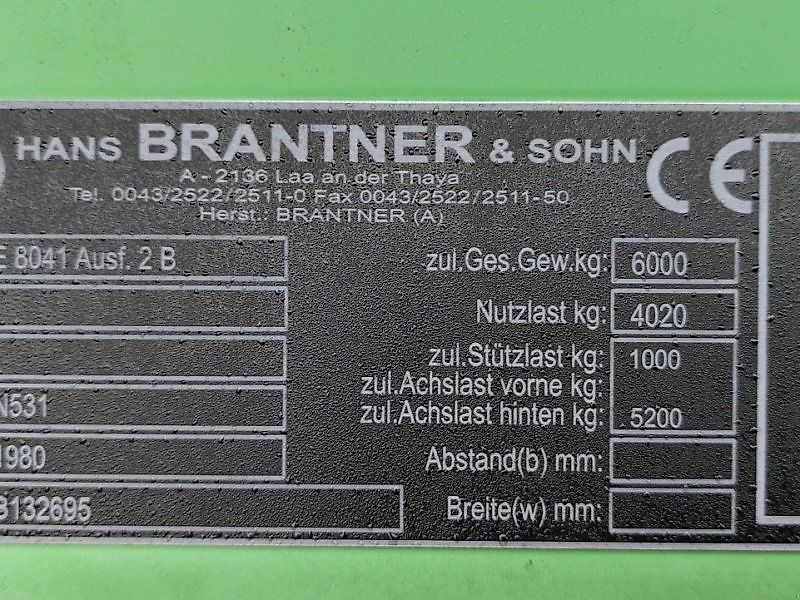 HANS BRANTNER & SOHN CE
A - 2136 Laa an der Thaya
Tel. 0043/2522/2511-0 Fax 0043/2522/2511-50
Herst.: BRANTNER (A)
E 8041 Ausf. 2 B
zul.Ges.Gew.kg: 6000
Nutzlast kg: 4020
zul.Stützlast kg: 1000
zul.Achslast vorne kg:
N531
zul.Achslast hinten kg: 5200
1980
Abstand(b) mm:
132695
Breite(w) mm: